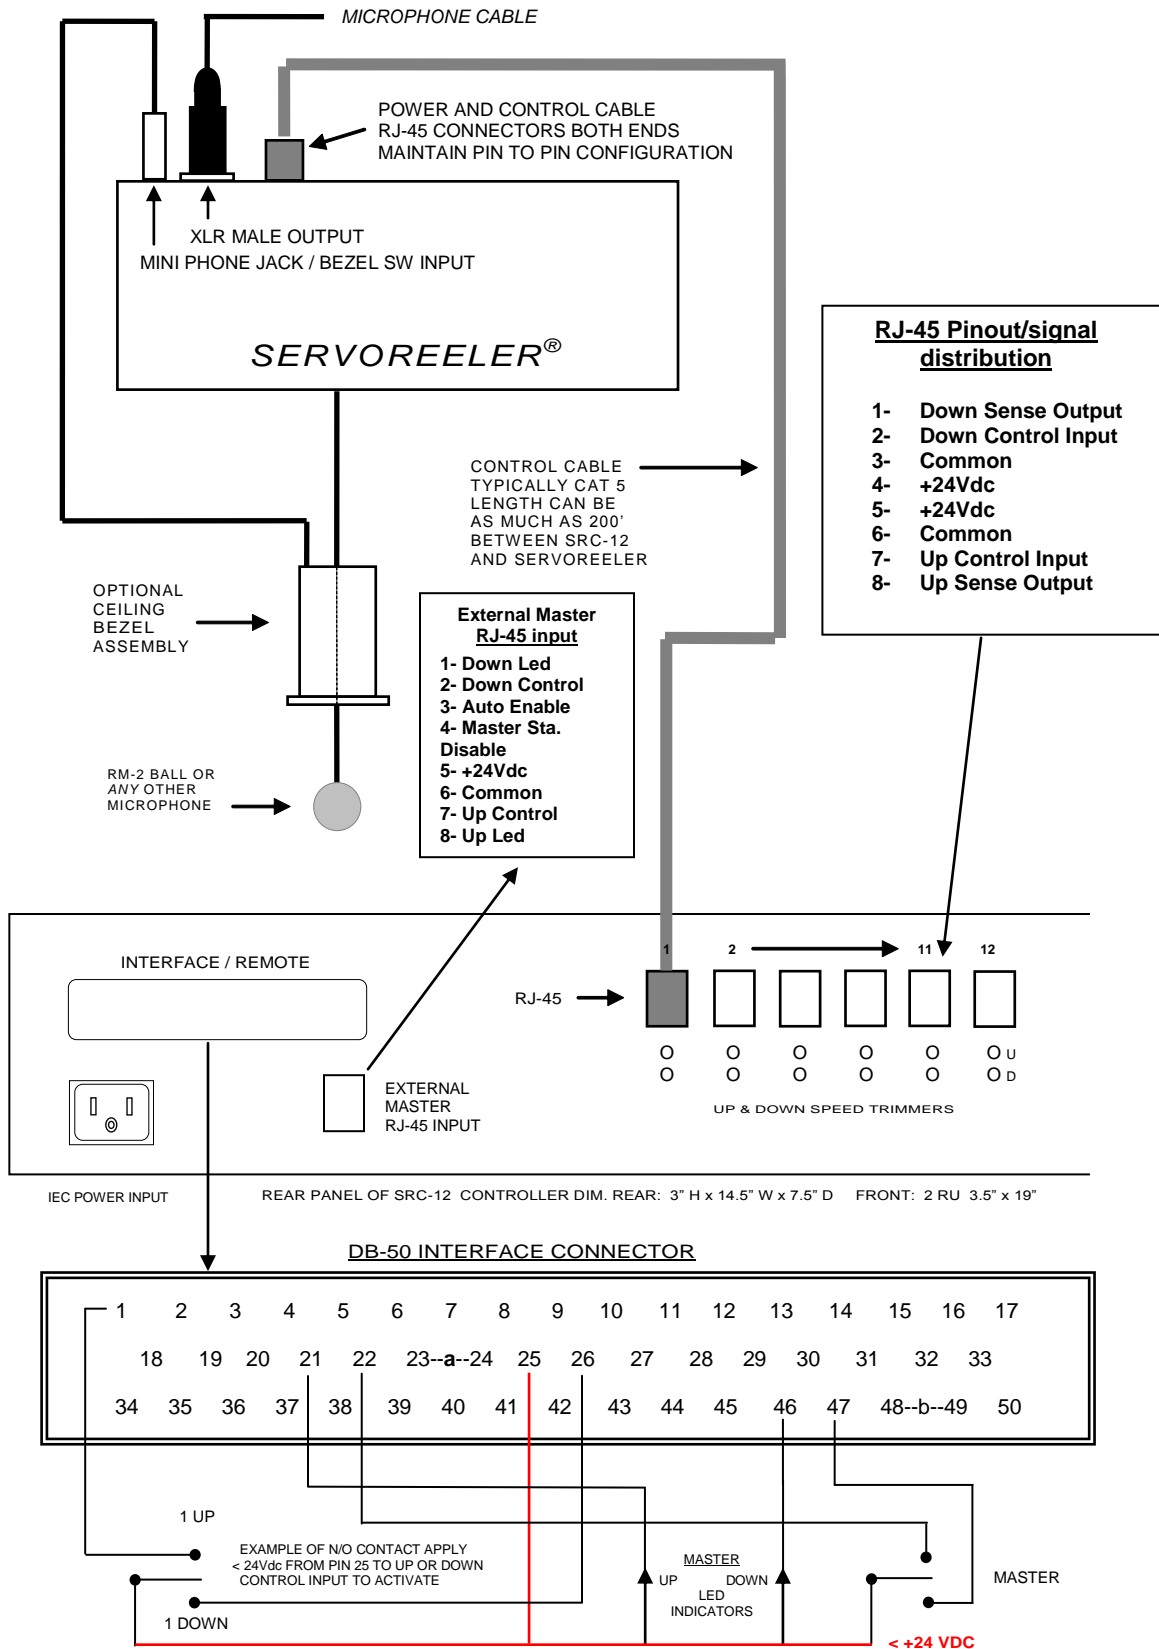 MICROPHONE CABLE
POWER AND CONTROL CABLE
RJ-45 CONNECTORS BOTH ENDS
MAINTAIN PIN TO PIN CONFIGURATION
XLR MALE OUTPUT
MINI PHONE JACK / BEZEL SW INPUT
SERVOREELER®
RJ-45 Pinout/signal
distribution
1- Down Sense Output
2- Down Control Input
3- Common
4- +24Vdc
5- +24Vdc
6- Common
7- Up Control Input
8- Up Sense Output
CONTROL CABLE
TYPICALLY CAT 5
LENGTH CAN BE
AS MUCH AS 200'
BETWEEN SRC-12
AND SERVOREELER
OPTIONAL
CEILING
BEZEL
ASSEMBLY
External Master
RJ-45 input
1- Down Led
2- Down Control
3- Auto Enable
4- Master Sta.
Disable
5- +24Vdc
6- Common
7- Up Control
8- Up Led
RM-2 BALL OR
ANY OTHER
MICROPHONE
INTERFACE / REMOTE
1 2 11 12
RJ-45
U
D
UP & DOWN SPEED TRIMMERS
EXTERNAL
MASTER
RJ-45 INPUT
IEC POWER INPUT
REAR PANEL OF SRC-12 CONTROLLER DIM. REAR: 3” H x 14.5” W x 7.5” D FRONT: 2 RU 3.5” x 19”
DB-50 INTERFACE CONNECTOR
1 2 3 4 5 6 7 8 9 10 11 12 13 14 15 16 17
18 19 20 21 22 23--a--24 25 26 27 28 29 30 31 32 33
34 35 36 37 38 39 40 41 42 43 44 45 46 47 48--b--49 50
1 UP
EXAMPLE OF N/O CONTACT APPLY
< 24Vdc FROM PIN 25 TO UP OR DOWN
CONTROL INPUT TO ACTIVATE
1 DOWN
MASTER
UP DOWN
LED
INDICATORS
MASTER
< +24 VDC